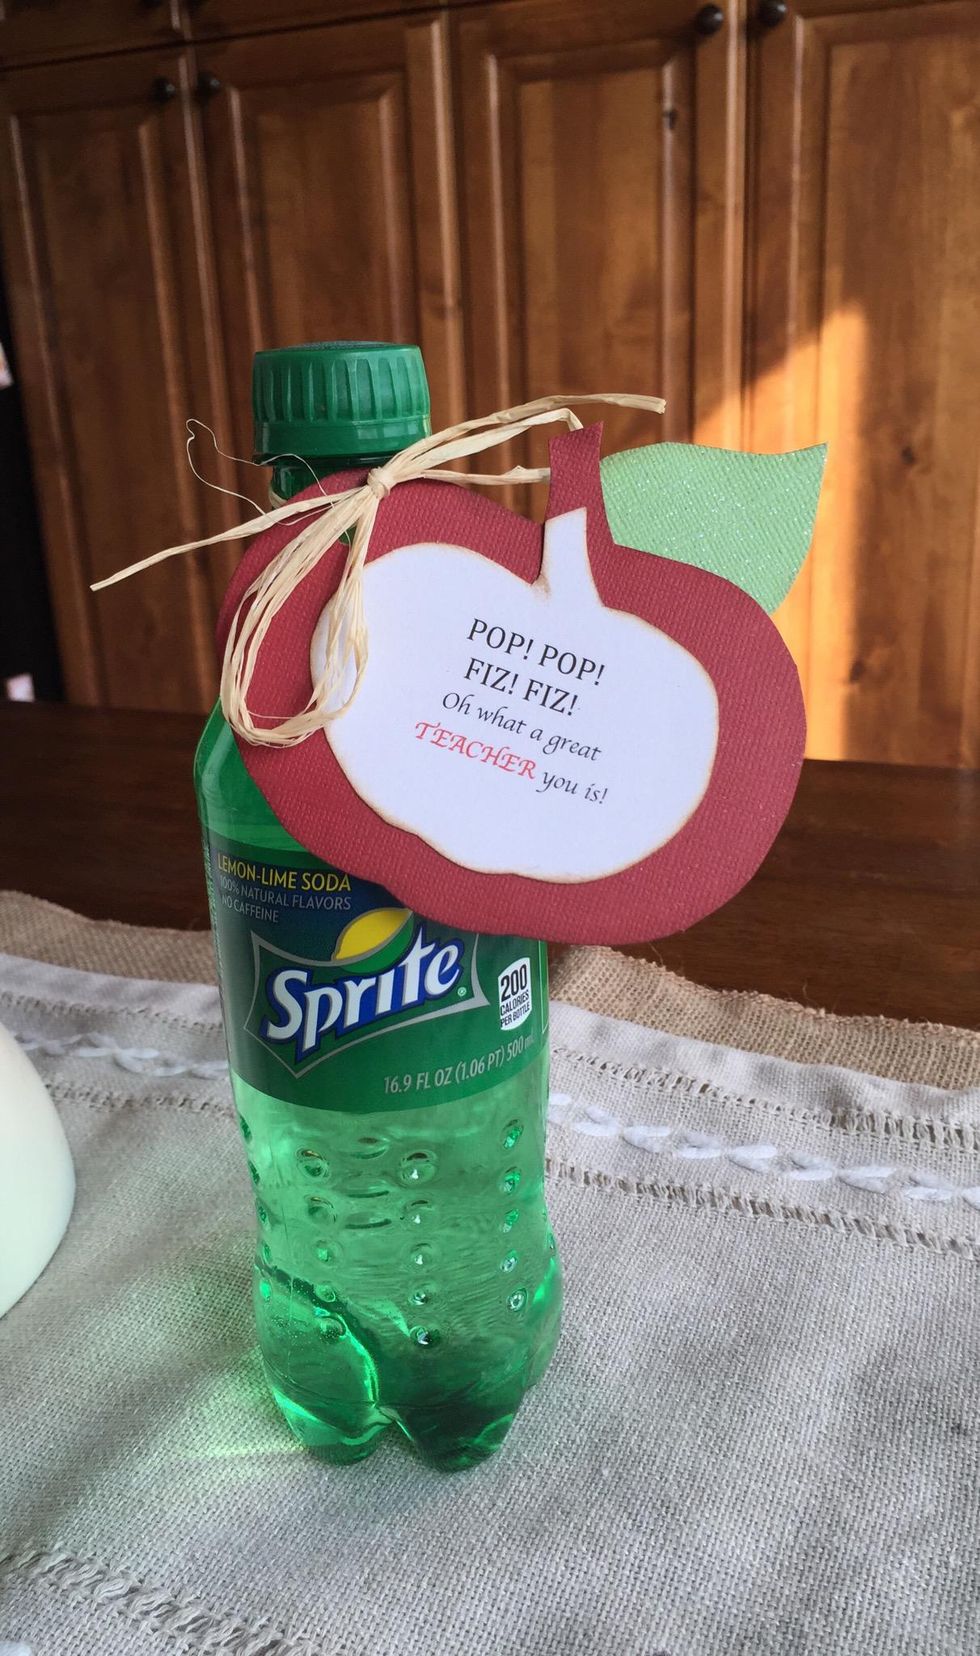 POP! POP!
FIZ! FIZ!
Oh what a great
TEACHER you is!
LEMON-LIME SODA
100% NATURAL FLAVORS
NO CAFFEINE
Sprite
200
CALORIES
PER BOTTLE
16.9 FL OZ (1.06 PT) 500 mL